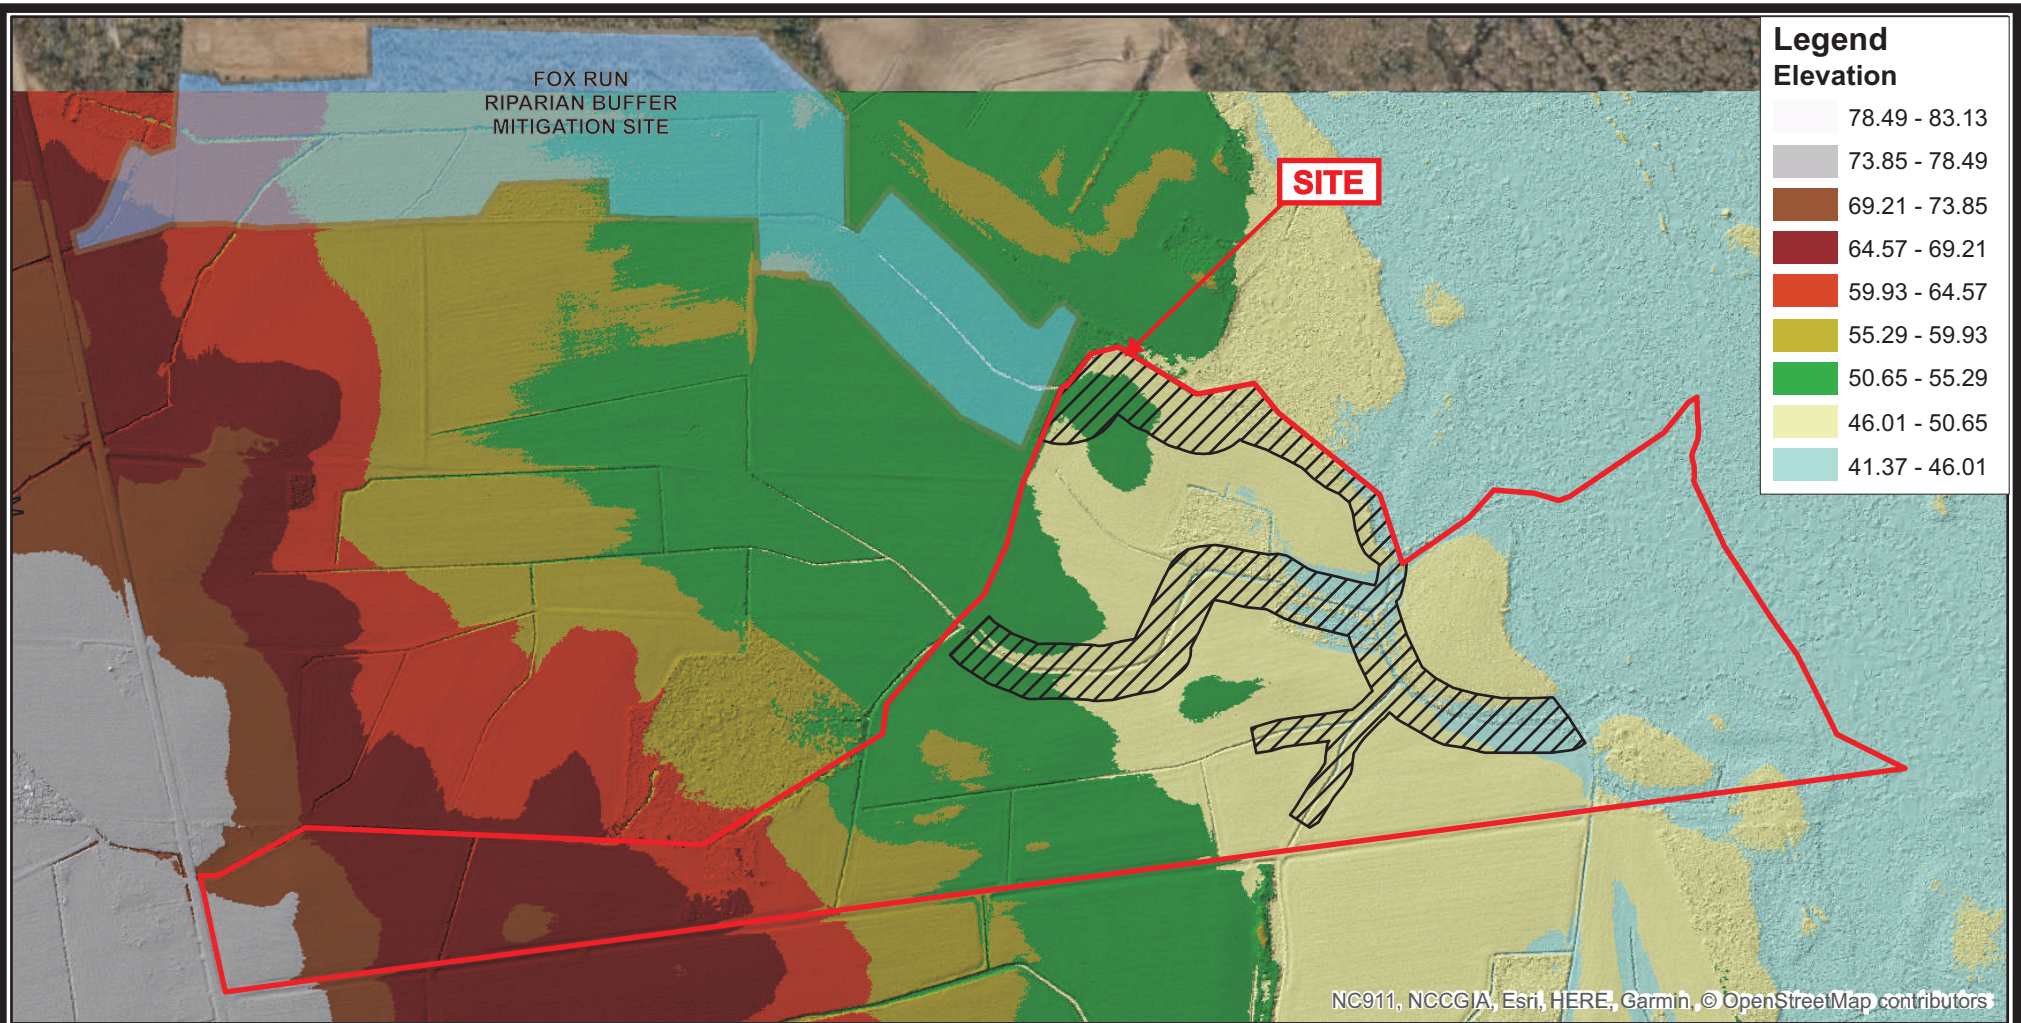 FOX RUN
RIPARIAN BUFFER
MITIGATION SITE
SITE
Legend
Elevation
78.49 - 83.13
73.85 - 78.49
69.21 - 73.85
64.57 - 69.21
59.93 - 64.57
55.29 - 59.93
50.65 - 55.29
46.01 - 50.65
41.37 - 46.01
NC911, NCCGIA, Esri, HERE, Garmin, © OpenStreetMap contributors